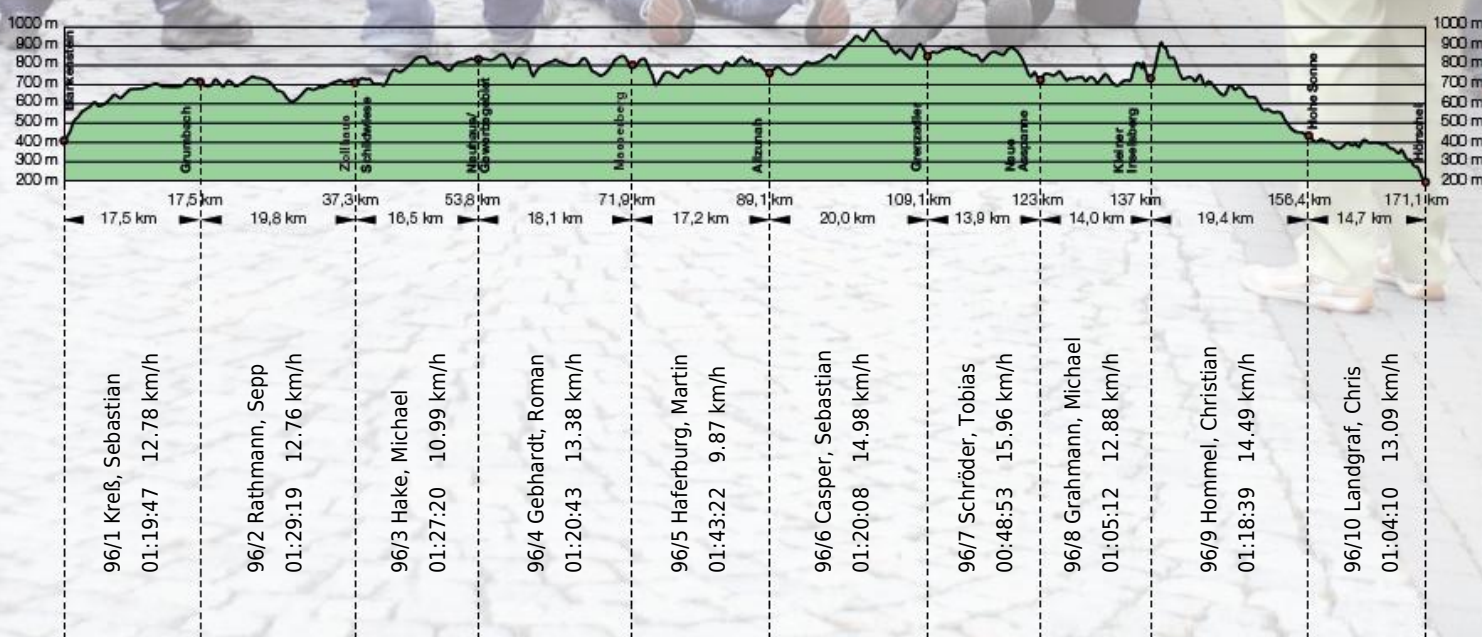 1000 m
900 m
800 m
700 m
600 m
500 m
400 m
300 m
200 m
1000 m
900 m
800 m
700 m
600 m
500 m
400 m
300 m
200 m
Blankenstein
Grumbach
Zollhaus
Schildwiese
Neuhaus/
Masserberg
Allzunah
Grenzadler
Neue
Ausspanne
Kleiner
Inselsberg
Hohe Sonne
Hörschel
17,5 km
37,3 km
53,8 km
71,9 km
89,1 km
109,1 km
123 km
137 km
156,4 km
171,1 km
17,5 km
19,8 km
16,5 km
18,1 km
17,2 km
20,0 km
13,9 km
14,0 km
19,4 km
14,7 km
96/1 Kreß, Sebastian
01:19:47 12.78 km/h
96/2 Rathmann, Sepp
01:29:19 12.76 km/h
96/3 Hake, Michael
01:27:20 10.99 km/h
96/4 Gebhardt, Roman
01:20:43 13.38 km/h
96/5 Haferburg, Martin
01:43:22 9.87 km/h
96/6 Casper, Sebastian
01:20:08 14.98 km/h
96/7 Schröder, Tobias
00:48:53 15.96 km/h
96/8 Grahmann, Michael
01:05:12 12.88 km/h
96/9 Hommel, Christian
01:18:39 14.49 km/h
96/10 Landgraf, Chris
01:04:10 13.09 km/h